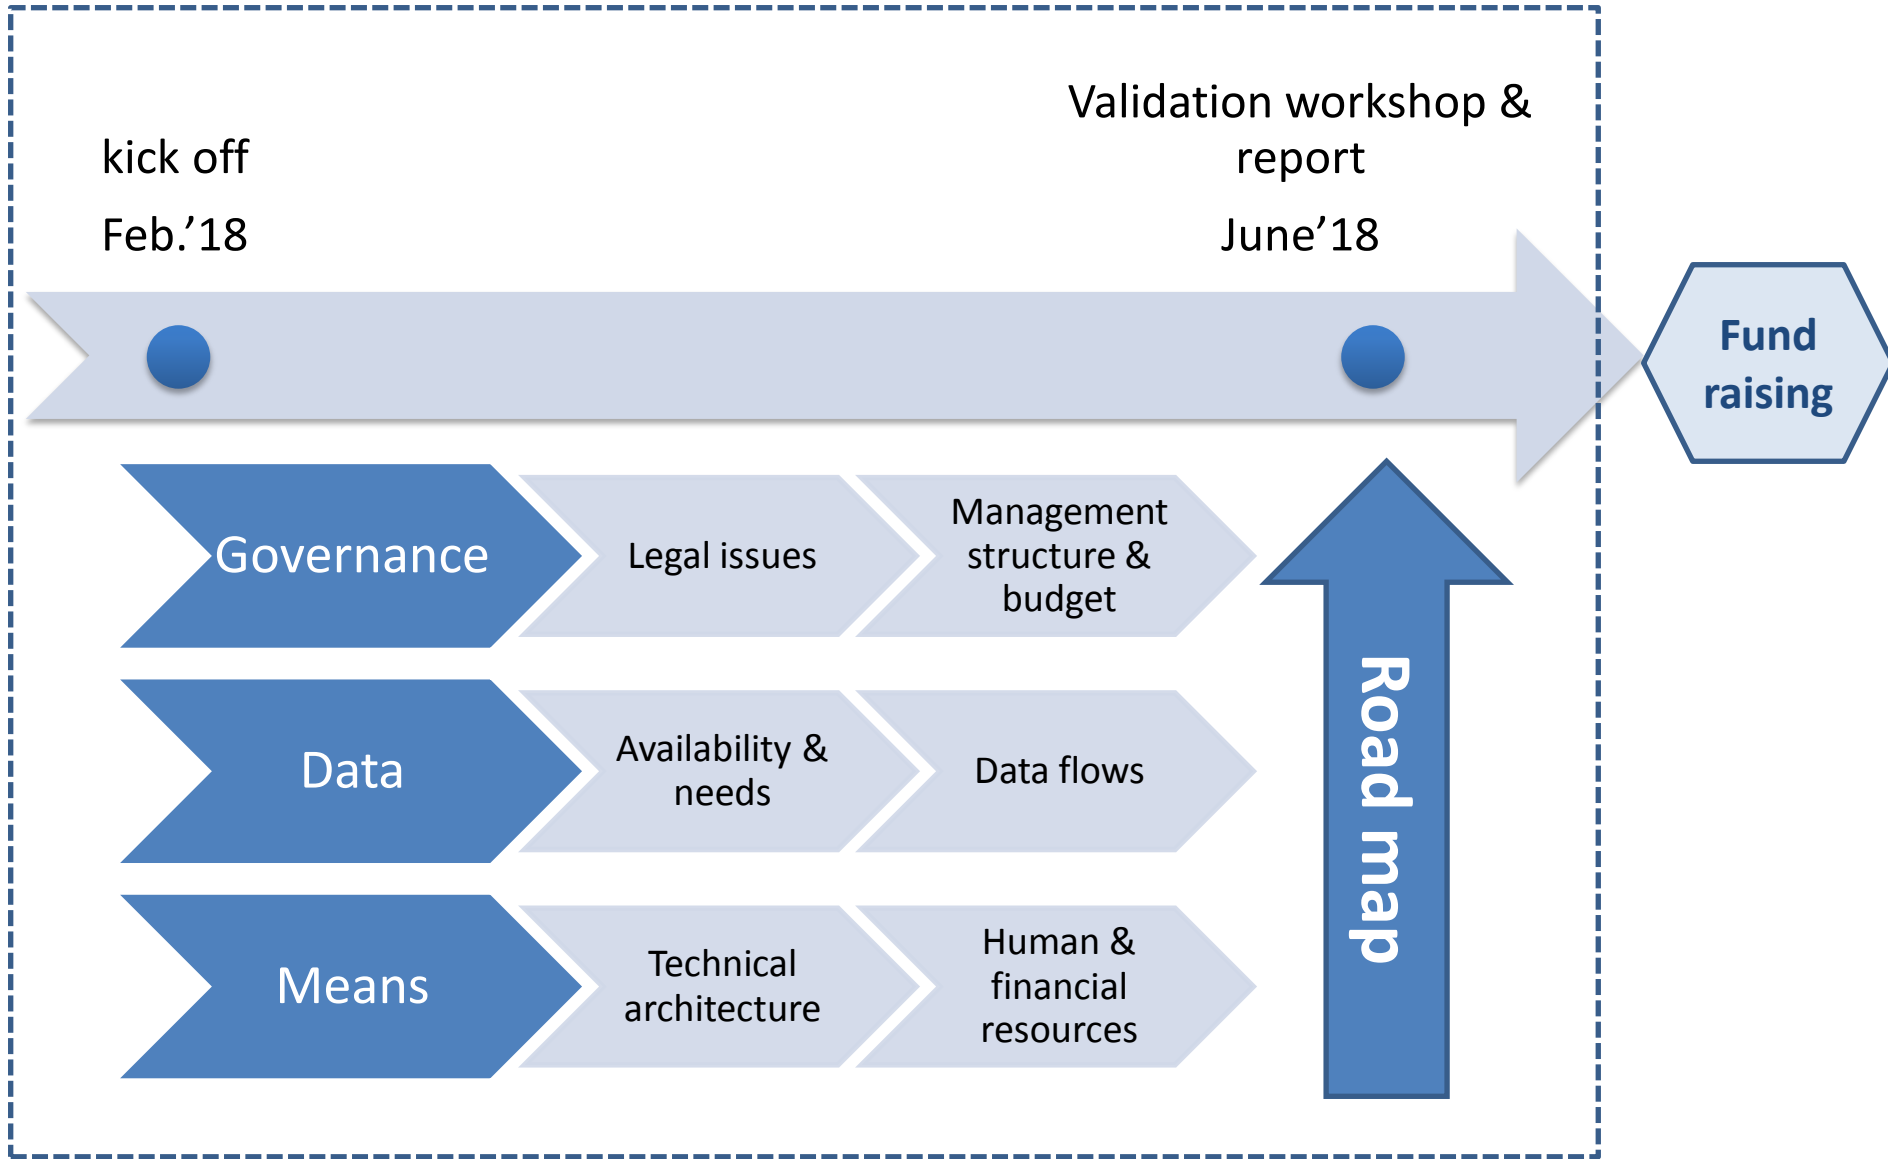 kick off
Feb.’18
Validation workshop &
report
June’18
Fund
raising
Governance
Legal issues
Management
structure &
budget
Data
Availability &
needs
Data flows
Means
Technical
architecture
Human &
financial
resources
Road map